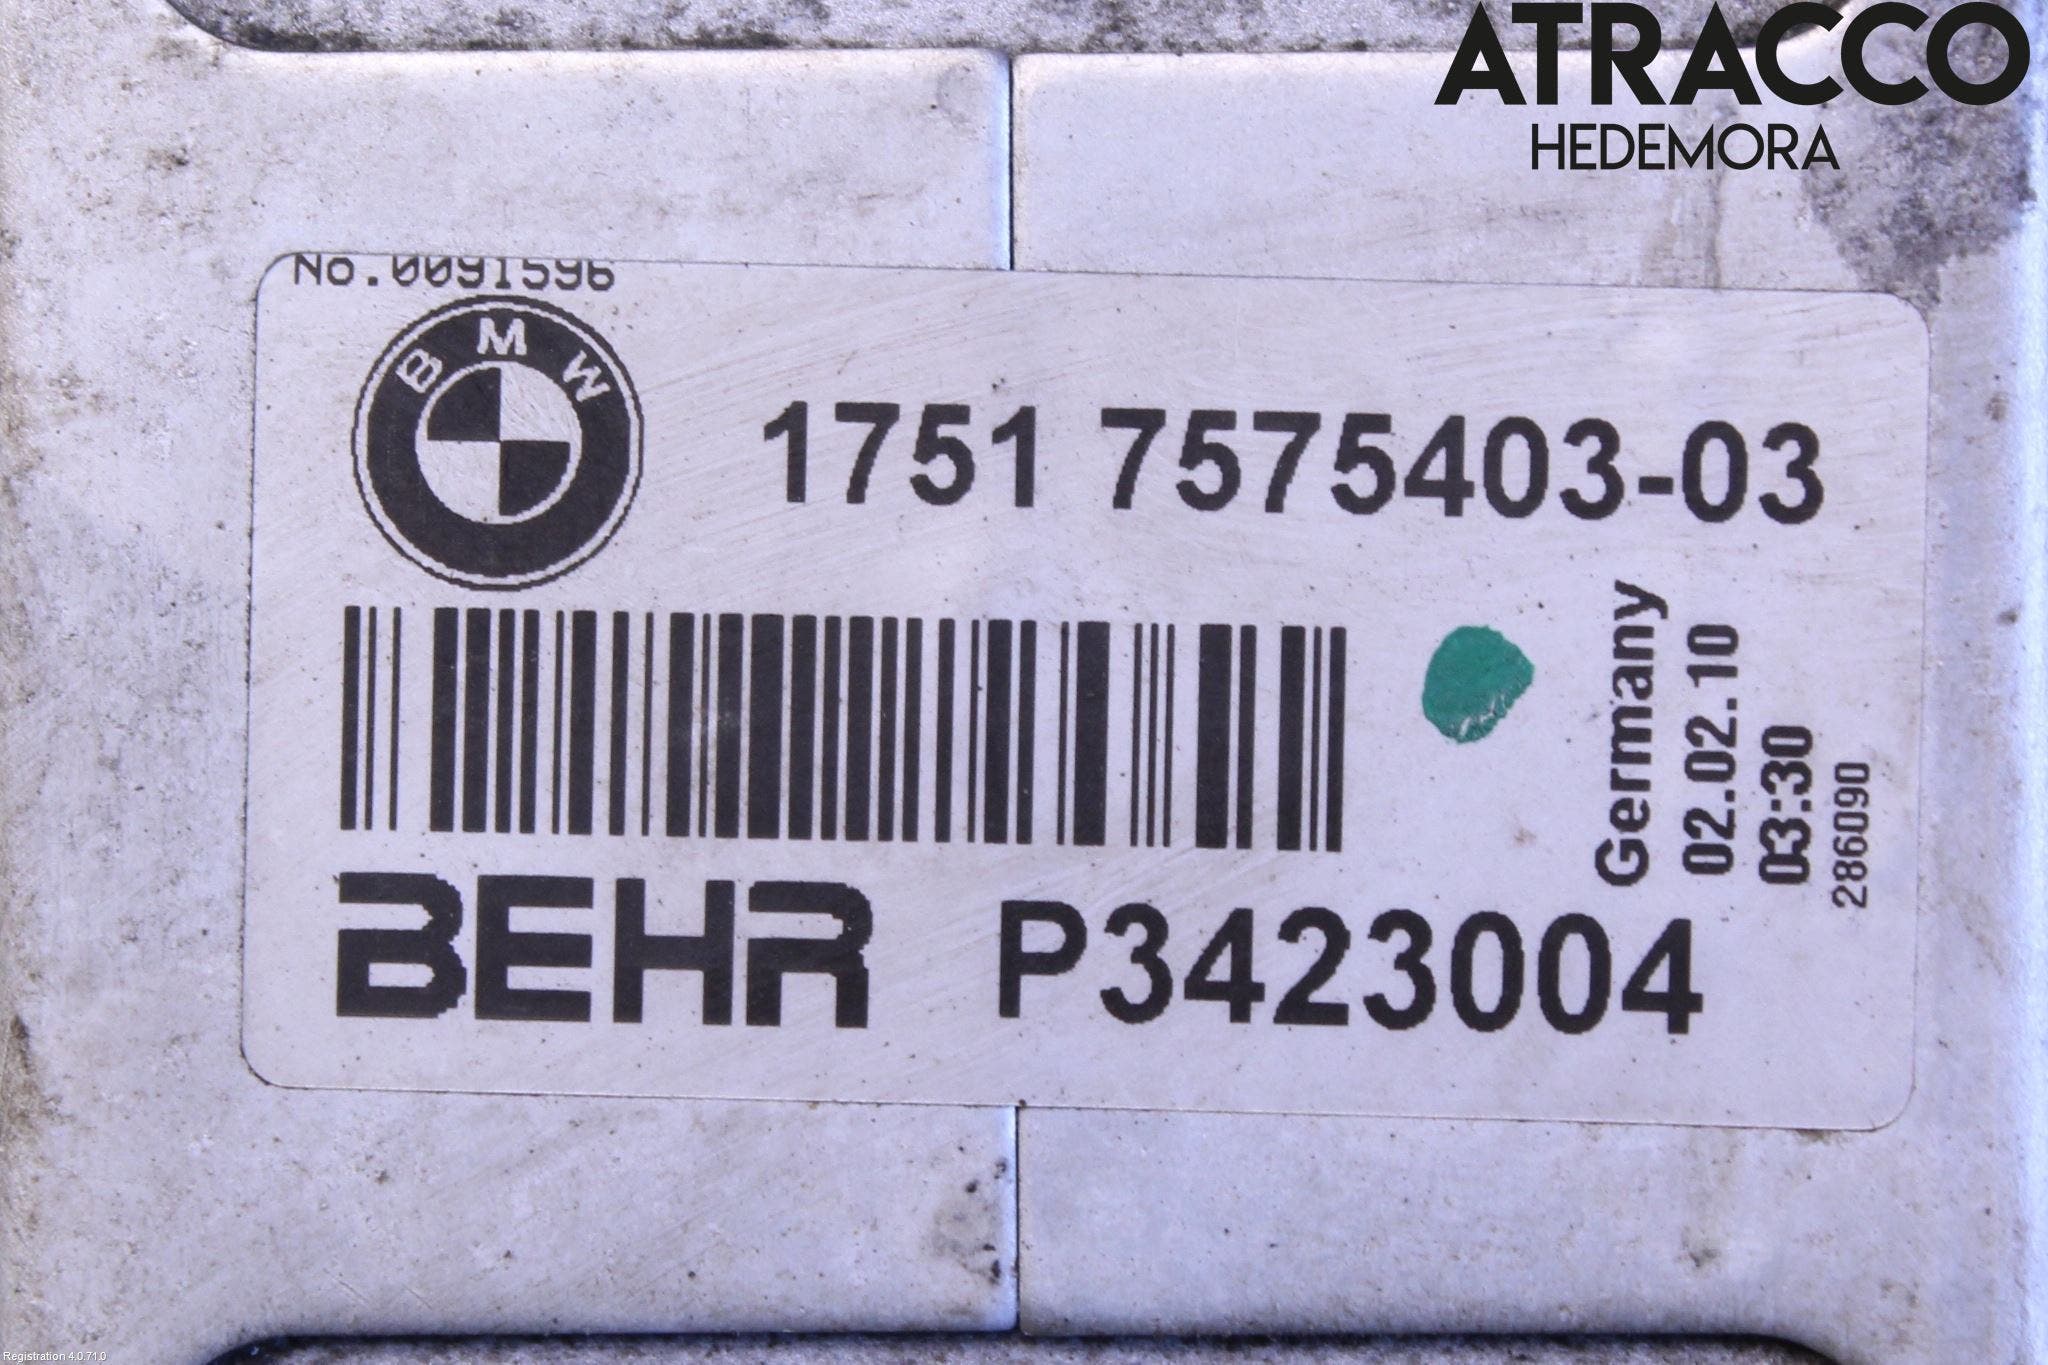 ATRACCO
HEDEMORA
No.0091596
BMW
1751 7575403-03
Germany
02.02.10
03:30
2860090
BEHR P3423004
Registration 4.0.71.0